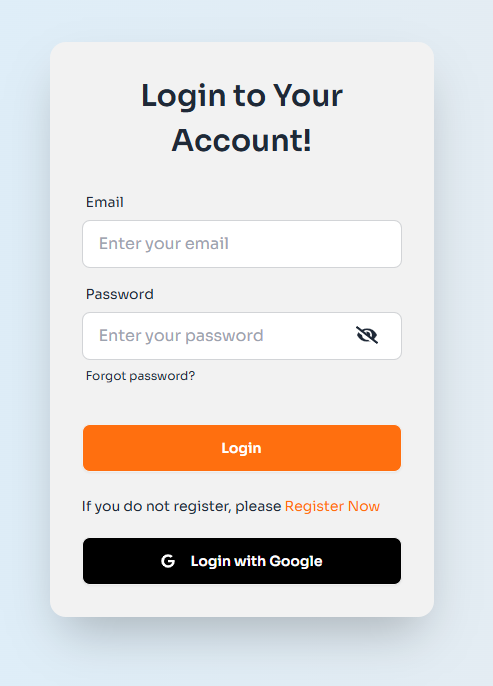 Login to Your
Account!
Email
Enter your email
Password
Enter your password
Forgot password?
Login
If you do not register, please Register Now
G Login with Google